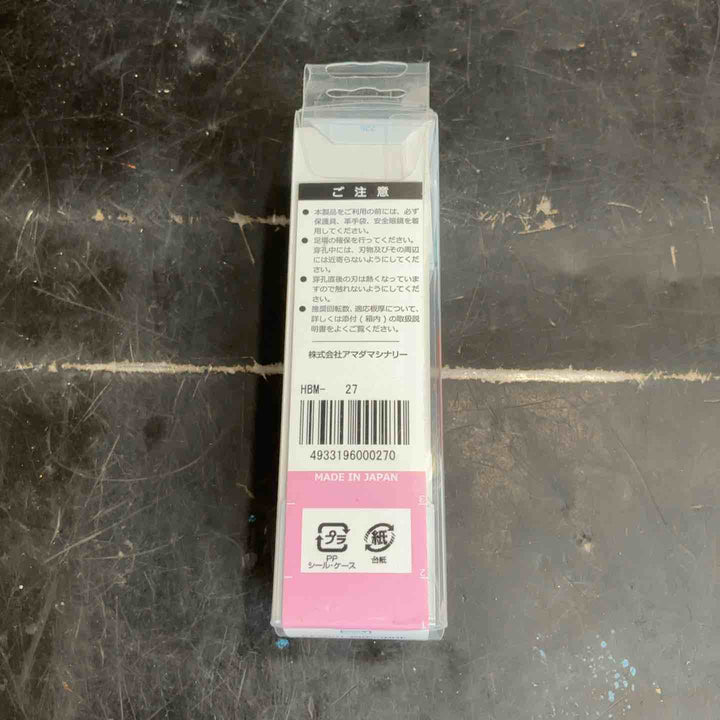 ご注意
● 本製品をご利用の前には、必ず
保護具、革手袋、安全眼鏡を着
用してください。
● 足場の確保を行ってください。
穿孔中には、刃物及びその周辺
には近寄らないようにしてくだ
さい。
● 穿孔直後の刃は熱くなっていま
すので触れないようにしてくだ
さい。
● 推奨回転数、適応板厚について、
詳しくは添付(箱内)の取扱説
明書をよくご覧ください。
株式会社アマダマシナリー
HBM- 27
4933196000270
MADE IN JAPAN
3
プラ 紙
PP 台紙
シール・ケース
2
1